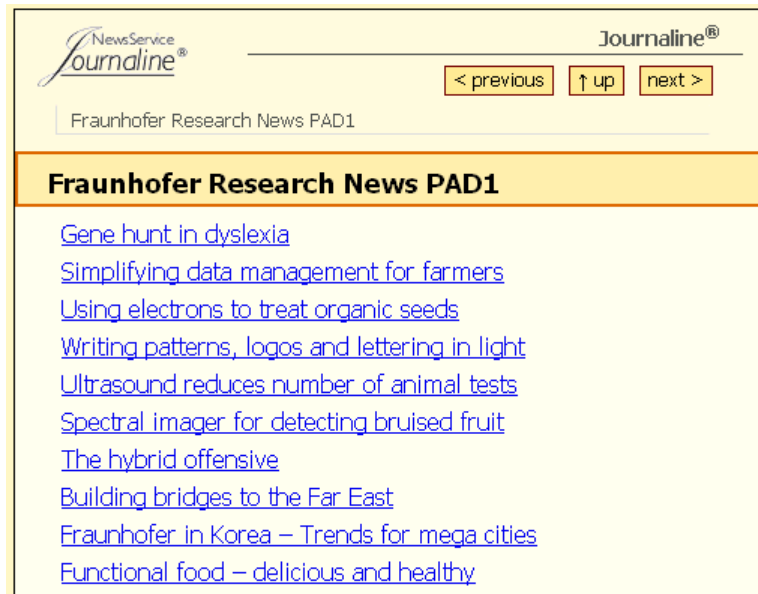 NewsService
Journaline®
Journaline®
< previous
↑ up
next >
Fraunhofer Research News PAD1
Fraunhofer Research News PAD1
Gene hunt in dyslexia
Simplifying data management for farmers
Using electrons to treat organic seeds
Writing patterns, logos and lettering in light
Ultrasound reduces number of animal tests
Spectral imager for detecting bruised fruit
The hybrid offensive
Building bridges to the Far East
Fraunhofer in Korea – Trends for mega cities
Functional food – delicious and healthy